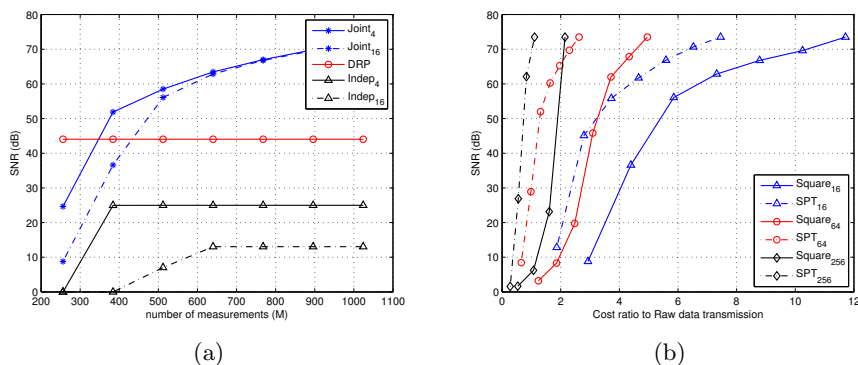 80
70
60
50
40
30
20
10
0
SNR (dB)
200 300 400 500 600 700 800 900 1000 1100
number of measurements (M)
Joint4
Joint16
DRP
Indep4
Indep16
(a)
80
70
60
50
40
30
20
10
0
SNR (dB)
0 2 4 6 8 10 12
Cost ratio to Raw data transmission
Square16
SPT16
Square64
SPT64
Square256
SPT256
(b)